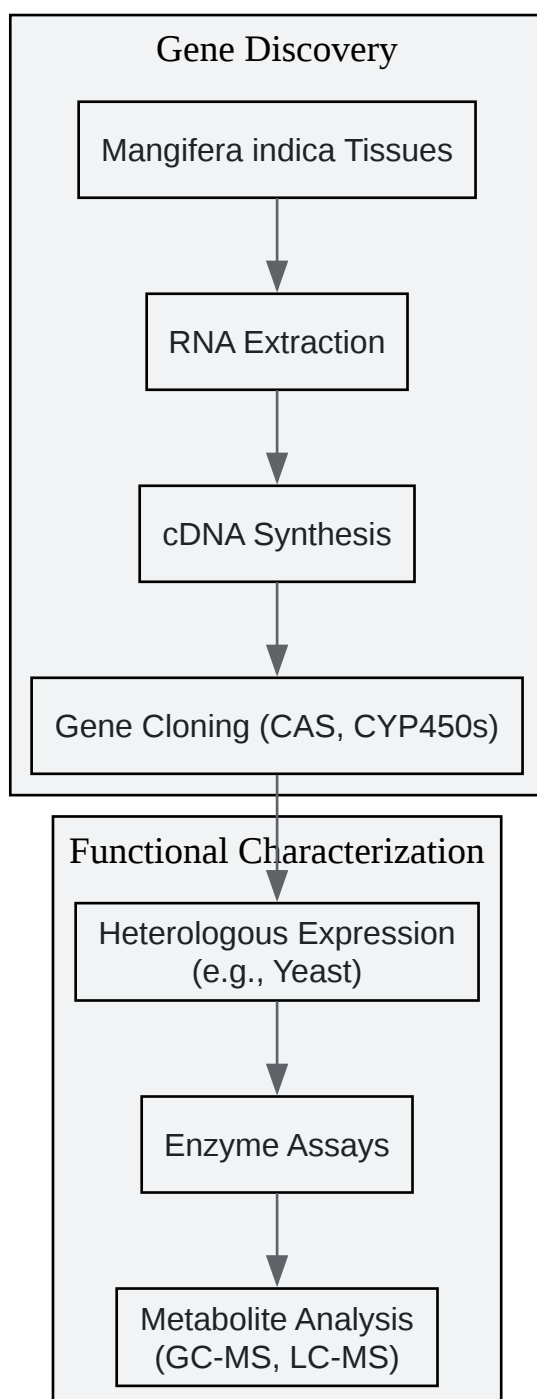 Gene Discovery
Mangifera indica Tissues
RNA Extraction
cDNA Synthesis
Gene Cloning (CAS, CYP450s)
Functional Characterization
Heterologous Expression
(e.g., Yeast)
Enzyme Assays
Metabolite Analysis
(GC-MS, LC-MS)